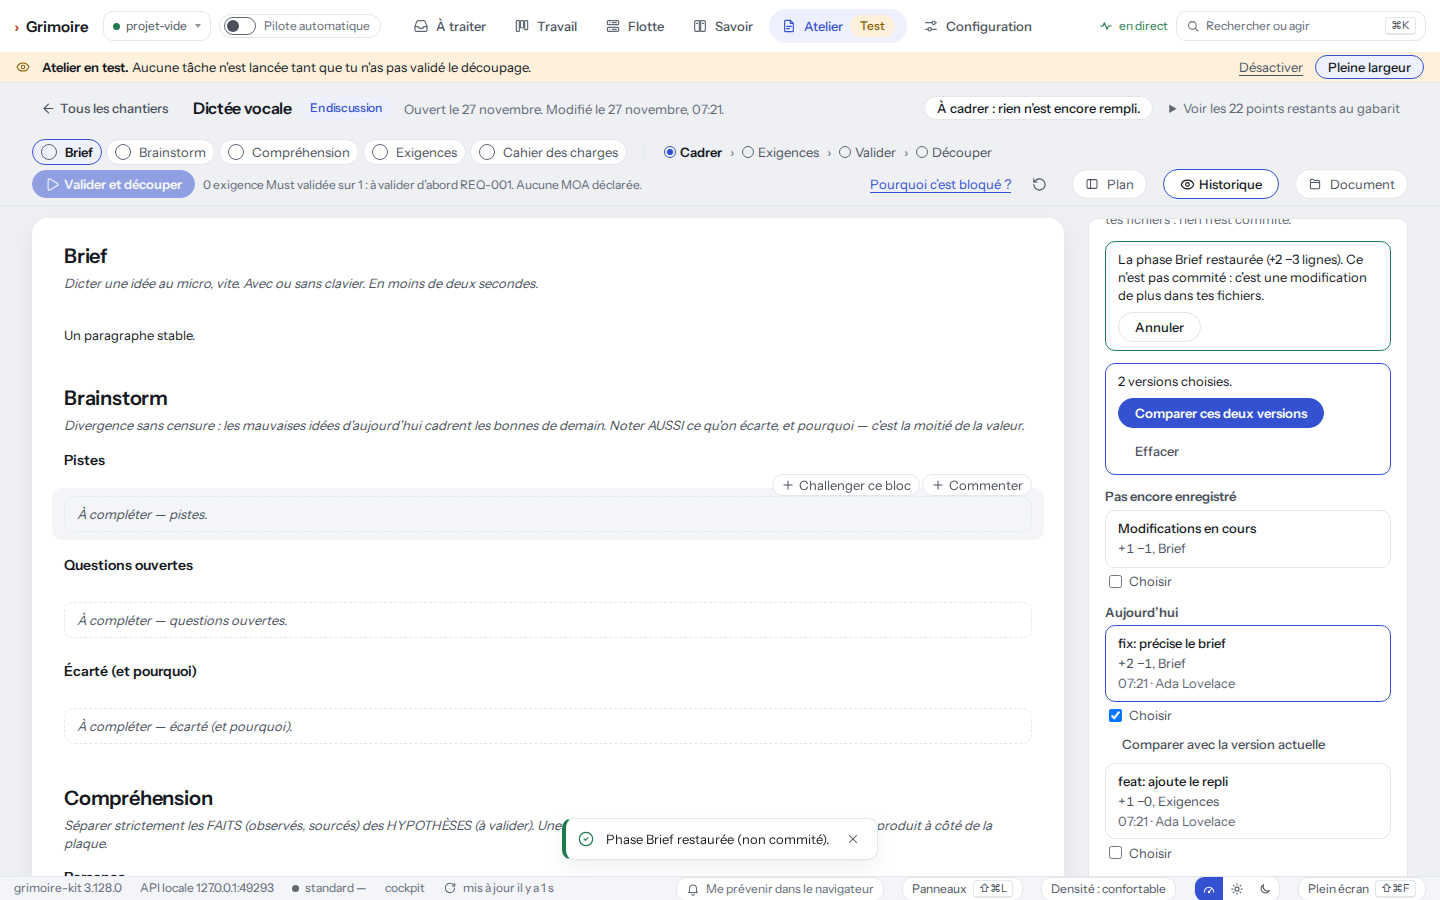 › Grimoire
projet-vide
Pilote automatique
À traiter
Travail
Flotte
Savoir
Atelier
Test
Configuration
en direct
Rechercher ou agir
⌘K
Atelier en test. Aucune tâche n'est lancée tant que tu n'as pas validé le découpage.
Désactiver
Pleine largeur
← Tous les chantiers
Dictée vocale
En discussion
Ouvert le 27 novembre. Modifié le 27 novembre, 07:21.
À cadrer : rien n'est encore rempli.
▶ Voir les 22 points restants au gabarit
Brief
Brainstorm
Compréhension
Exigences
Cahier des charges
Cadrer › Exigences › Valider › Découper
Valider et découper
0 exigence Must validée sur 1 : à valider d'abord REQ-001. Aucune MOA déclarée.
Pourquoi c'est bloqué ?
Plan
Historique
Document
Brief
Dicter une idée au micro, vite. Avec ou sans clavier. En moins de deux secondes.
Un paragraphe stable.
Brainstorm
Divergence sans censure : les mauvaises idées d'aujourd'hui cadrent les bonnes de demain. Noter AUSSI ce qu'on écarte, et pourquoi — c'est la moitié de la valeur.
Pistes
+ Challenger ce bloc
+ Commenter
À compléter — pistes.
Questions ouvertes
À compléter — questions ouvertes.
Écarté (et pourquoi)
À compléter — écarté (et pourquoi).
Compréhension
Séparer strictement les FAITS (observés, sourcés) des HYPOTHÈSES (à valider). Une
produit à côté de la
plaque.
tes fichiers : rien n'est commité.
La phase Brief restaurée (+2 −3 lignes). Ce
n'est pas commité : c'est une modification
de plus dans tes fichiers.
Annuler
2 versions choisies.
Comparer ces deux versions
Effacer
Pas encore enregistré
Modifications en cours
+1 −1, Brief
Choisir
Aujourd'hui
fix: précise le brief
+2 −1, Brief
07:21 · Ada Lovelace
Choisir
Comparer avec la version actuelle
feat: ajoute le repli
+1 −0, Exigences
07:21 · Ada Lovelace
Choisir
Phase Brief restaurée (non commité).
grimoire-kit 3.128.0
API locale 127.0.0.1:49293
standard —
cockpit
mis à jour il y a 1 s
Me prévenir dans le navigateur
Panneaux ⇧⌘L
Densité : confortable
Plein écran ⇧⌘F